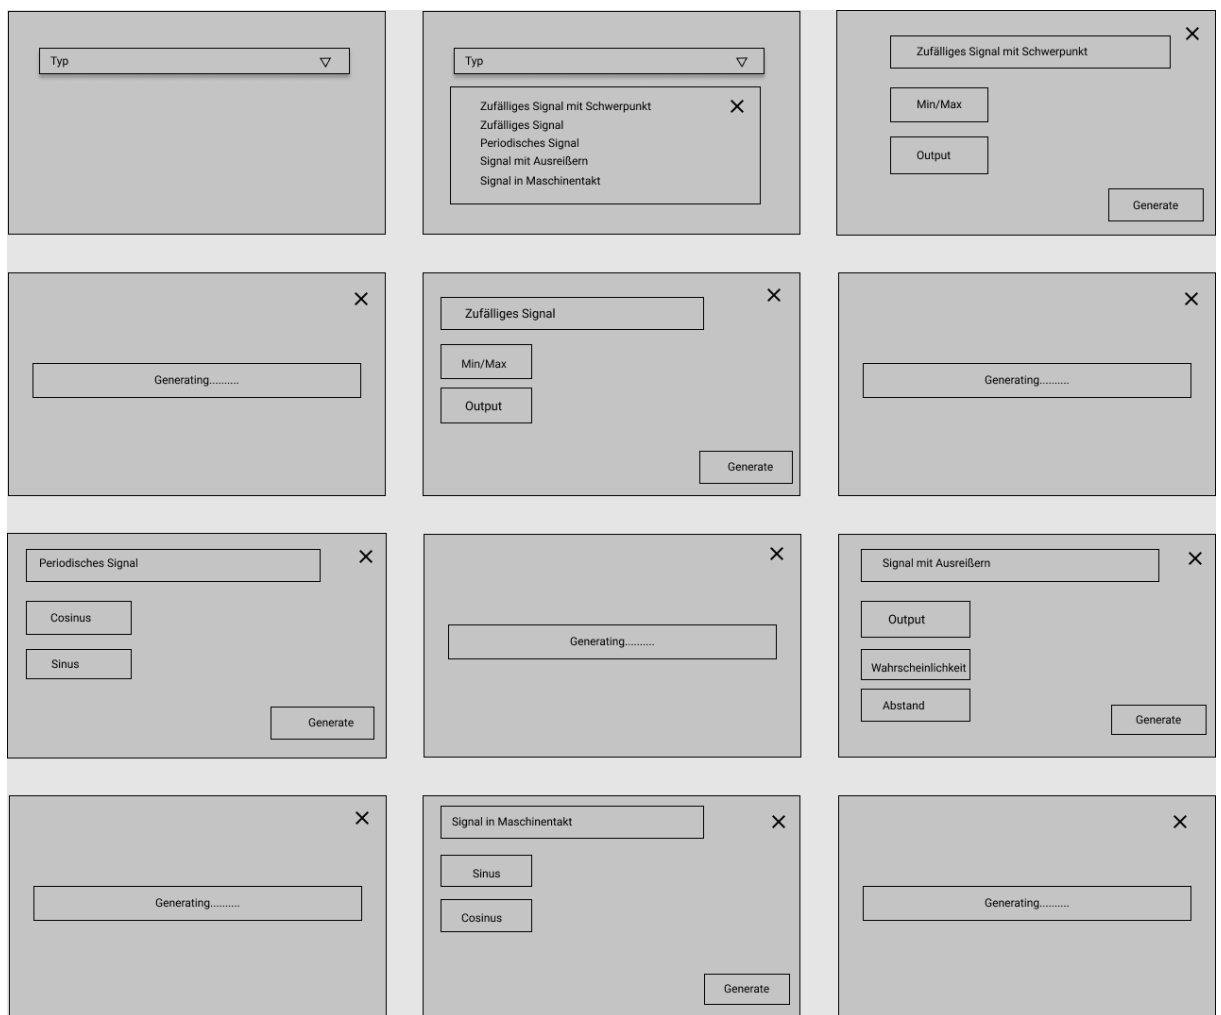 Typ
Typ
Zufälliges Signal mit Schwerpunkt
Zufälliges Signal
Periodisches Signal
Signal mit Ausreißern
Signal in Maschinentakt
Zufälliges Signal mit Schwerpunkt
Min/Max
Output
Generate
Generating..........
Zufälliges Signal
Min/Max
Output
Generate
Generating..........
Periodisches Signal
Cosinus
Sinus
Generate
Generating..........
Signal mit Ausreißern
Output
Wahrscheinlichkeit
Abstand
Generate
Generating..........
Signal in Maschinentakt
Sinus
Cosinus
Generate
Generating..........